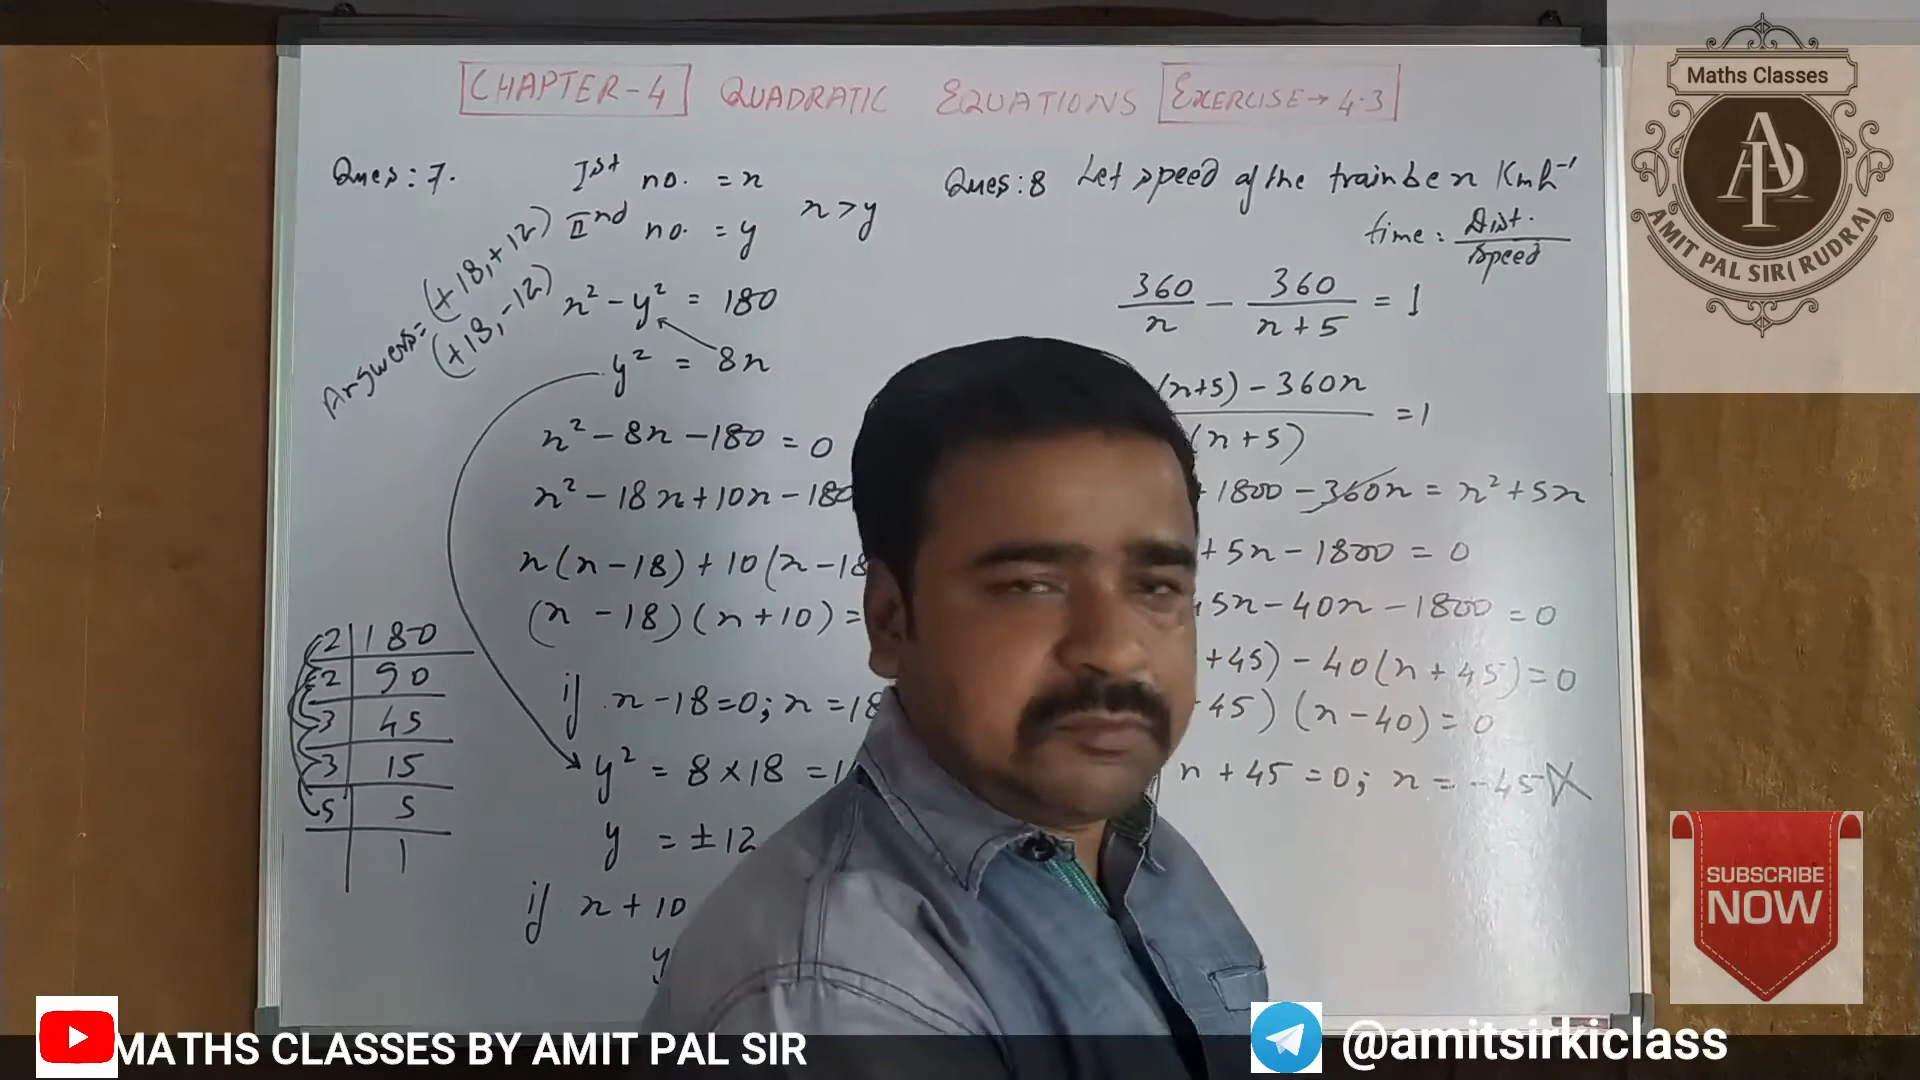 CHAPTER-4 QUADRATIC EQUATIONS EXERCISE→4.3
Ques:7.
Ist no. = x
IInd no. = y
x > y
Answers = (+18,+12)
(+18,-12)
x² - y² = 180
y² = 8x
x² - 8x - 180 = 0
x² - 18x + 10x - 180
x(x - 18) + 10(x - 18
(x - 18)(x + 10) =
if x - 18 = 0; x = 18
y² = 8 × 18 =
y = ± 12
if x + 10
y
2 | 180
2 | 90
3 | 45
3 | 15
5 | 5
1
Ques:8 Let speed of the train be x Kmh⁻¹
time = Dist. / Speed
360/x - 360/(x + 5) = 1
(x+5) - 360x = 1
(x + 5)
1800 - 360x = x² + 5x
+ 5x - 1800 = 0
5x - 40x - 1800 = 0
+45) - 40(x + 45) = 0
45) (x - 40) = 0
x + 45 = 0; x = -45 X
Maths Classes
AP
AMIT PAL SIR(RUDRA)
SUBSCRIBE
NOW
MATHS CLASSES BY AMIT PAL SIR
@amitsirkiclass